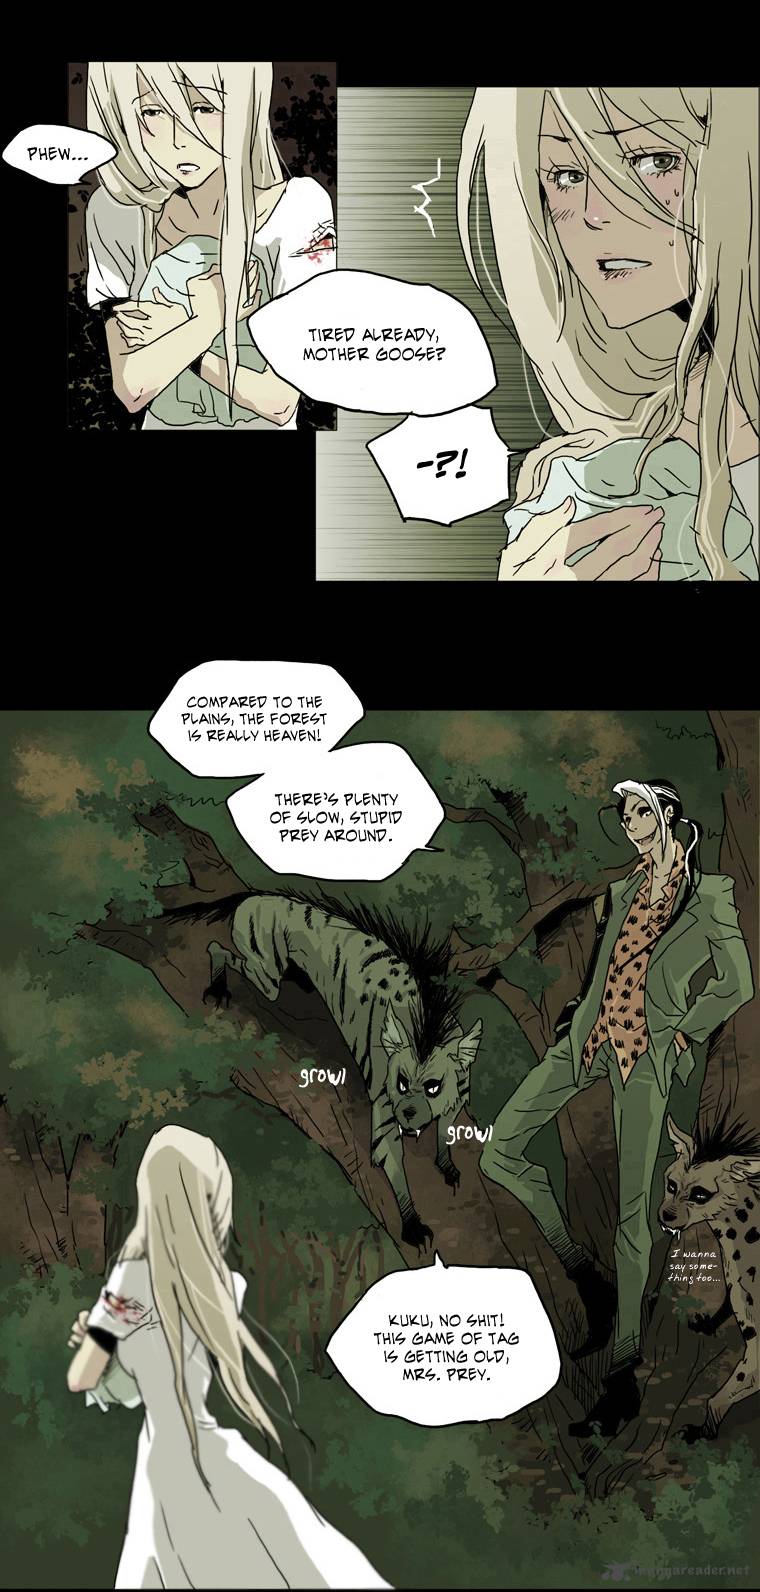 PHEW...
TIRED ALREADY,
MOTHER GOOSE?
-?!
COMPARED TO THE
PLAINS, THE FOREST
IS REALLY HEAVEN!
THERE'S PLENTY
OF SLOW, STUPID
PREY AROUND.
growl
growl
I wanna
say some-
thing too...
KUKU, NO SHIT!
THIS GAME OF TAG
IS GETTING OLD,
MRS. PREY.
mangareader.net